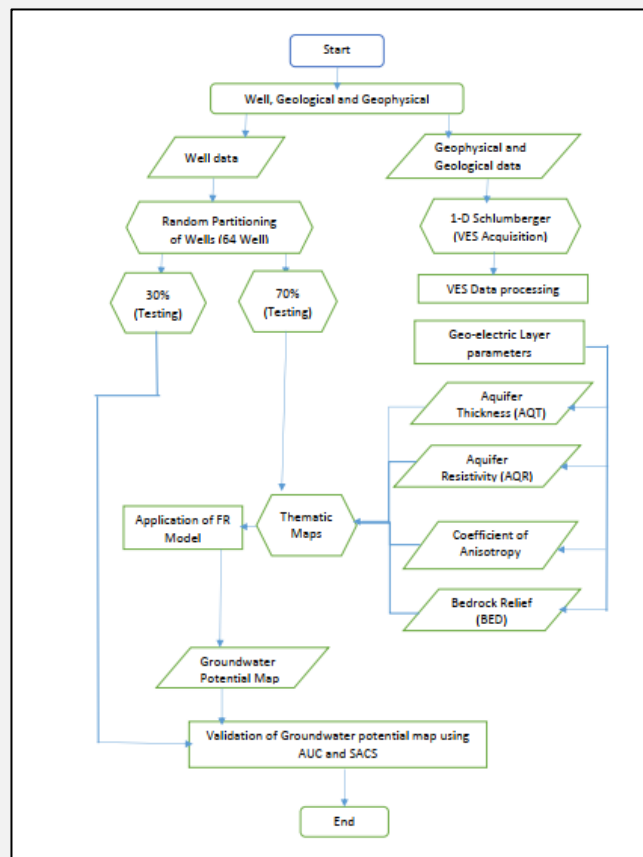 Start
Well, Geological and Geophysical
Well data
Geophysical and
Geological data
Random Partitioning
of Wells (64 Well)
1-D Schlumberger
(VES Acquisition)
30%
(Testing)
70%
(Testing)
VES Data processing
Geo-electric Layer
parameters
Aquifer
Thickness (AQT)
Aquifer
Resistivity (AQR)
Application of FR
Model
Thematic
Maps
Coefficient of
Anisotropy
Bedrock Relief
(BED)
Groundwater
Potential Map
Validation of Groundwater potential map using
AUC and SACS
End